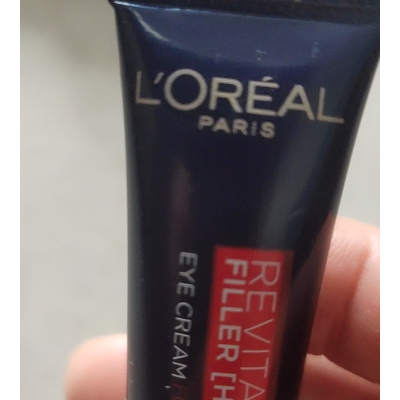 L'ORÉAL
PARIS
REVITA
FILLER [H
EYE CREAM